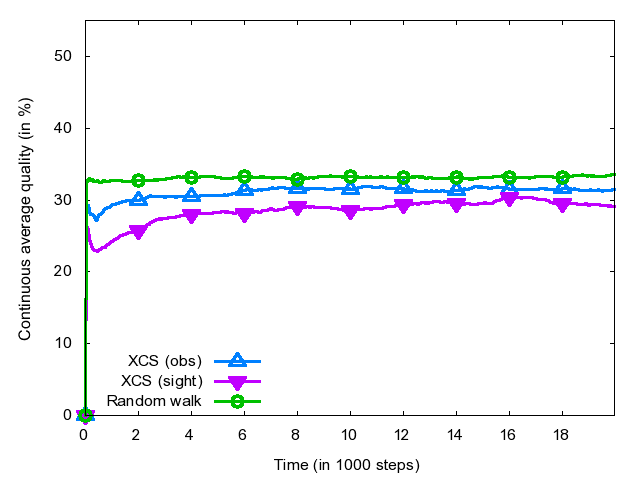 Continuous average quality (in %)
50
40
30
20
10
0
XCS (obs)
XCS (sight)
Random walk
0 2 4 6 8 10 12 14 16 18
Time (in 1000 steps)